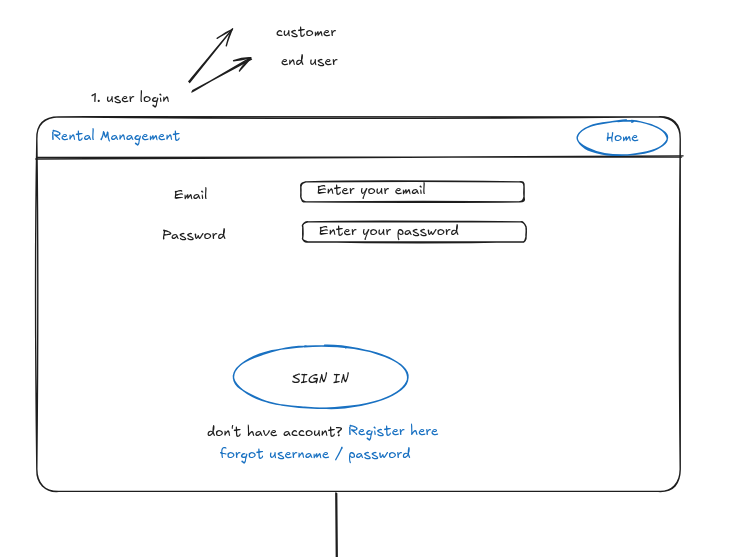 customer
end user
1. user login
Rental Management
Home
Email
Enter your email
Password
Enter your password
SIGN IN
don't have account? Register here
forgot username / password